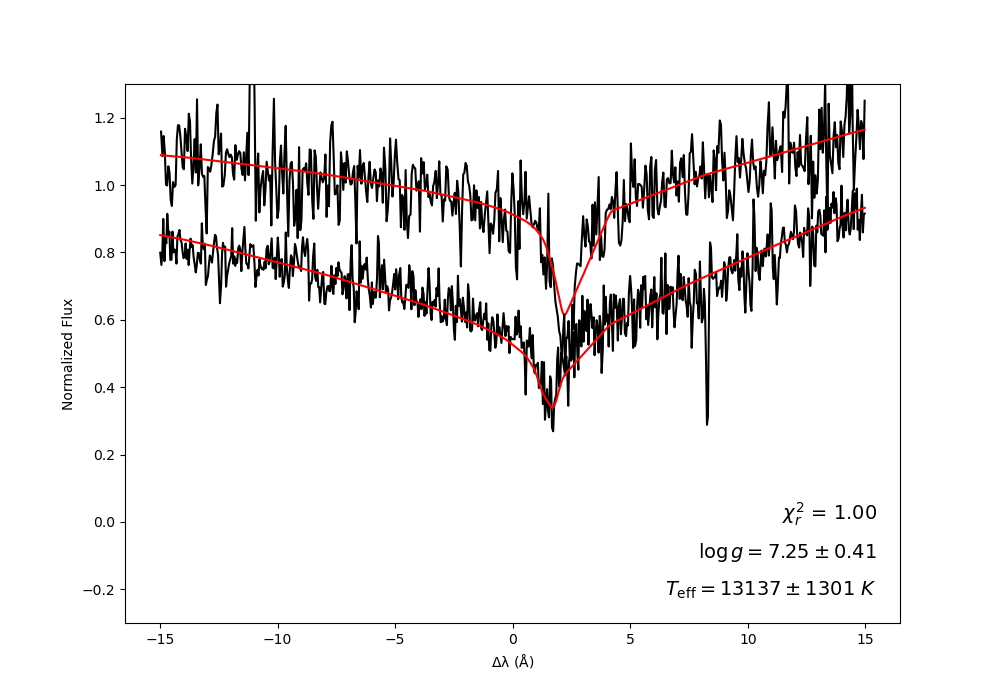 1.2
1.0
0.8
0.6
0.4
0.2
0.0
−0.2
Normalized Flux
χ²ᵣ = 1.00
log g = 7.25 ± 0.41
T_eff = 13137 ± 1301 K
−15 −10 −5 0 5 10 15
Δλ (Å)